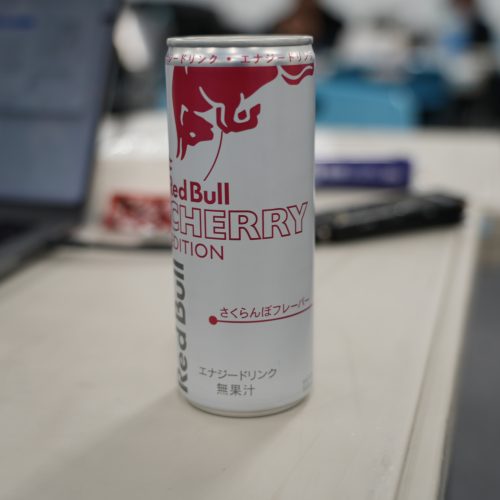 ジードリンク・エナジードリン
Red Bull
CHERRY
EDITION
さくらんぼフレーバー
エナジードリンク
無果汁
Red Bull